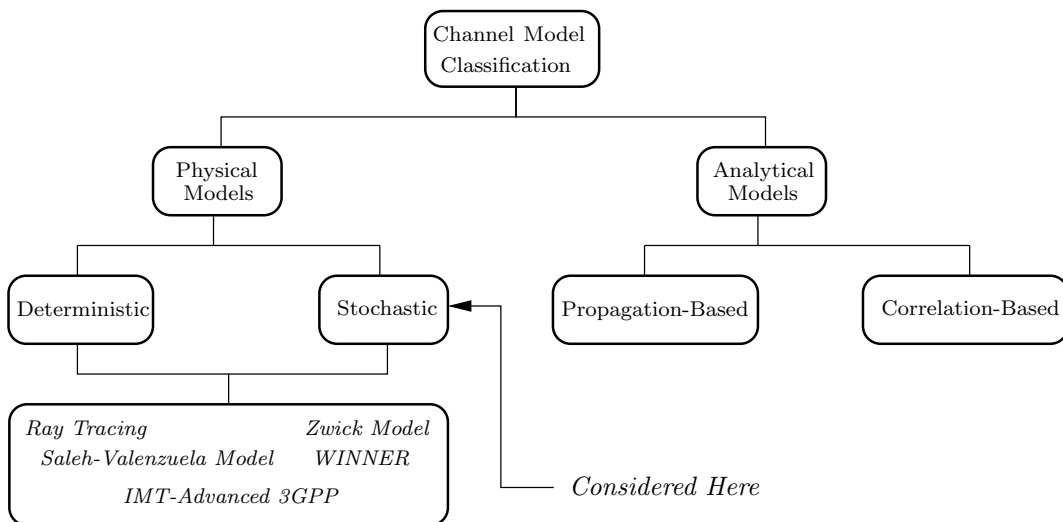 Channel Model
Classification
Physical
Models
Analytical
Models
Deterministic
Stochastic
Propagation-Based
Correlation-Based
Ray Tracing
Zwick Model
Saleh-Valenzuela Model
WINNER
IMT-Advanced 3GPP
Considered Here